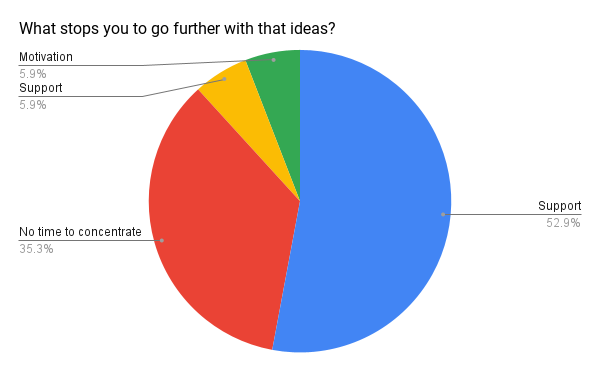 What stops you to go further with that ideas?
Motivation
5.9%
Support
5.9%
No time to concentrate
35.3%
Support
52.9%